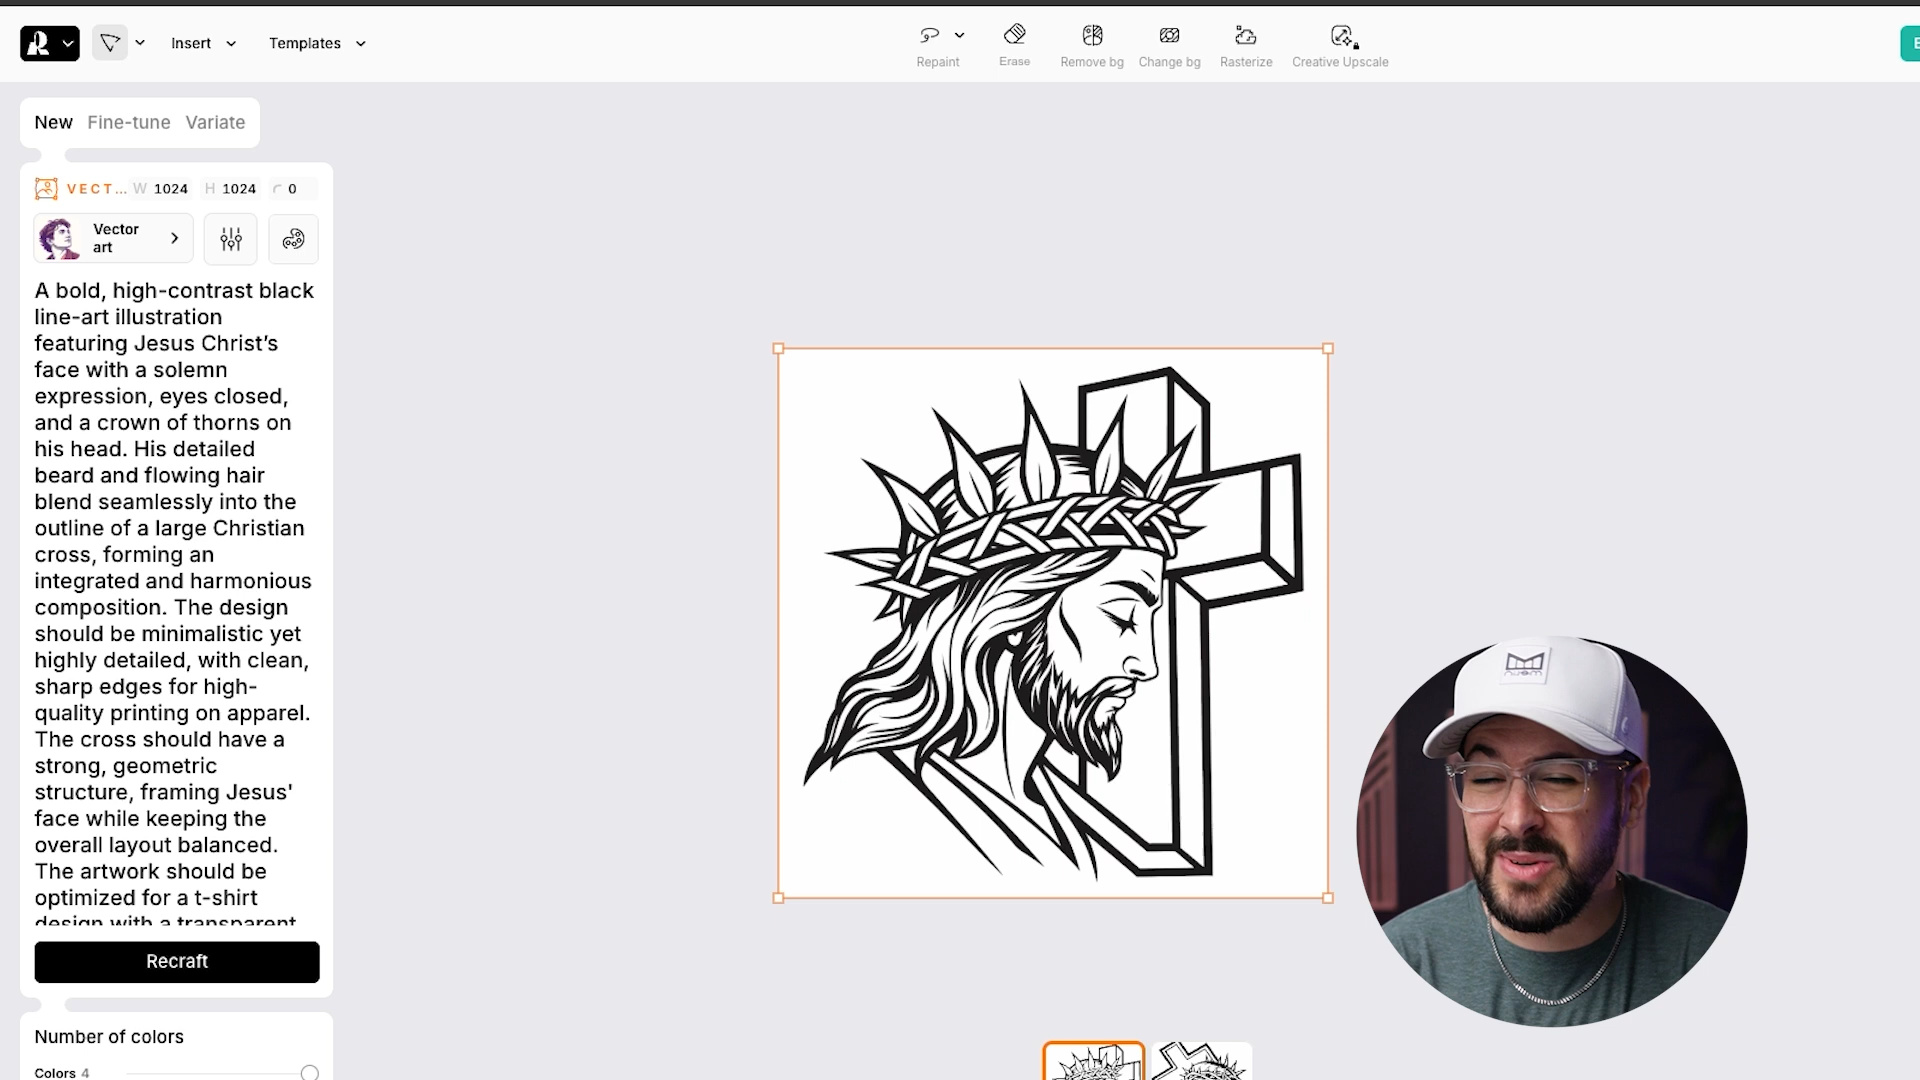 Insert
Templates
Repaint
Erase
Remove bg
Change bg
Rasterize
Creative Upscale
New
Fine-tune
Variate
VECT...
W 1024
H 1024
0
Vector
art
A bold, high-contrast black
line-art illustration
featuring Jesus Christ’s
face with a solemn
expression, eyes closed,
and a crown of thorns on
his head. His detailed
beard and flowing hair
blend seamlessly into the
outline of a large Christian
cross, forming an
integrated and harmonious
composition. The design
should be minimalistic yet
highly detailed, with clean,
sharp edges for high-
quality printing on apparel.
The cross should have a
strong, geometric
structure, framing Jesus'
face while keeping the
overall layout balanced.
The artwork should be
optimized for a t-shirt
design with a transparent
Recraft
Number of colors
Colors 4